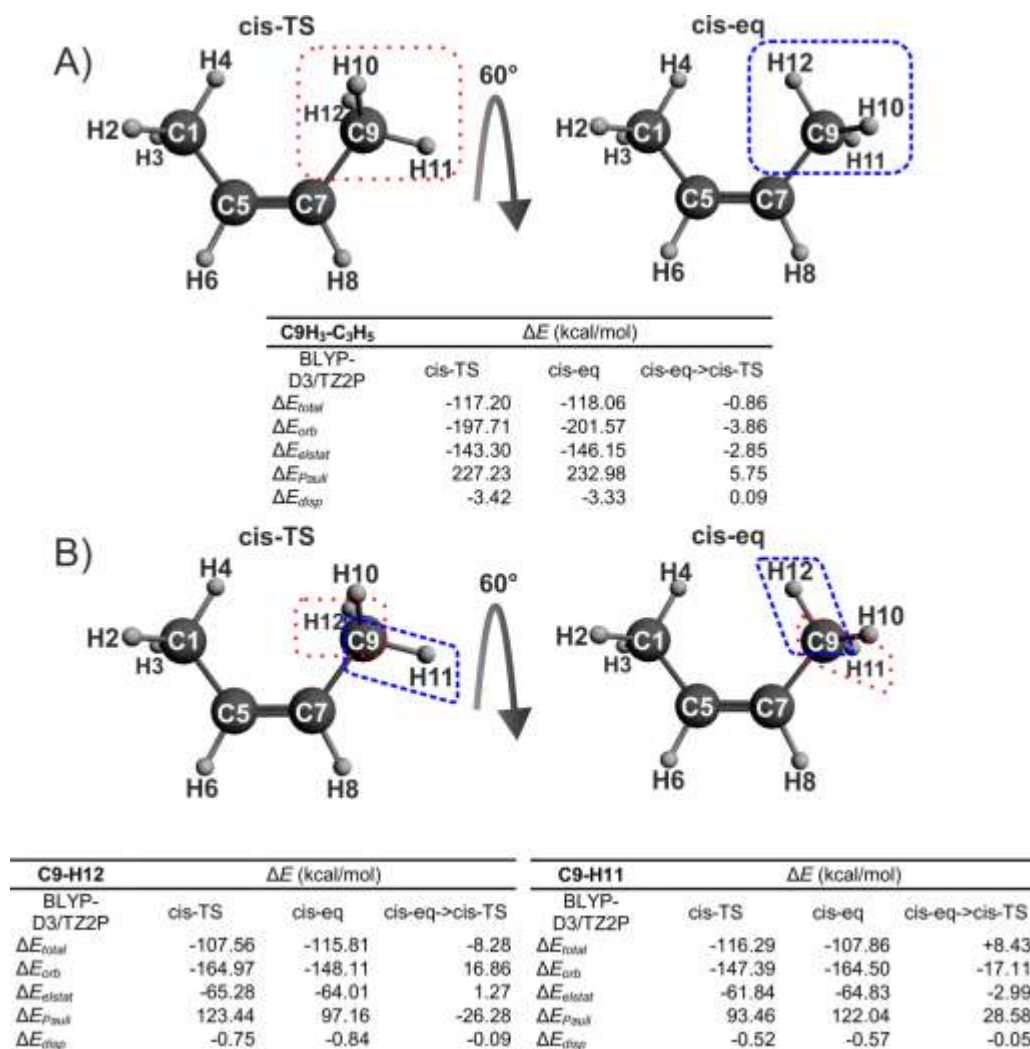 cis-TS cis-eq
A)
H4 H10 60° H4 H12
H2 C1 H12 C9 H2 C1 C9 H10
H3 H11 H3 H11
C5 C7 C5 C7
H6 H8 H6 H8
C9H₃-C₃H₅ ΔE (kcal/mol)
BLYP-
D3/TZ2P cis-TS cis-eq cis-eq->cis-TS
ΔEtotal -117.20 -118.06 -0.86
ΔEorb -197.71 -201.57 -3.86
ΔEelstat -143.30 -146.15 -2.85
ΔEPauli 227.23 232.98 5.75
ΔEdisp -3.42 -3.33 0.09
B)
cis-TS cis-eq
H4 H10 60° H4 H12
H2 C1 H12 C9 H2 C1 C9 H10
H3 H11 H3 H11
C5 C7 C5 C7
H6 H8 H6 H8
C9-H12 ΔE (kcal/mol)
BLYP-
D3/TZ2P cis-TS cis-eq cis-eq->cis-TS
ΔEtotal -107.56 -115.81 -8.28
ΔEorb -164.97 -148.11 16.86
ΔEelstat -65.28 -64.01 1.27
ΔEPauli 123.44 97.16 -26.28
ΔEdisp -0.75 -0.84 -0.09
C9-H11 ΔE (kcal/mol)
BLYP-
D3/TZ2P cis-TS cis-eq cis-eq->cis-TS
ΔEtotal -116.29 -107.86 +8.43
ΔEorb -147.39 -164.50 -17.11
ΔEelstat -61.84 -64.83 -2.99
ΔEPauli 93.46 122.04 28.58
ΔEdisp -0.52 -0.57 -0.05